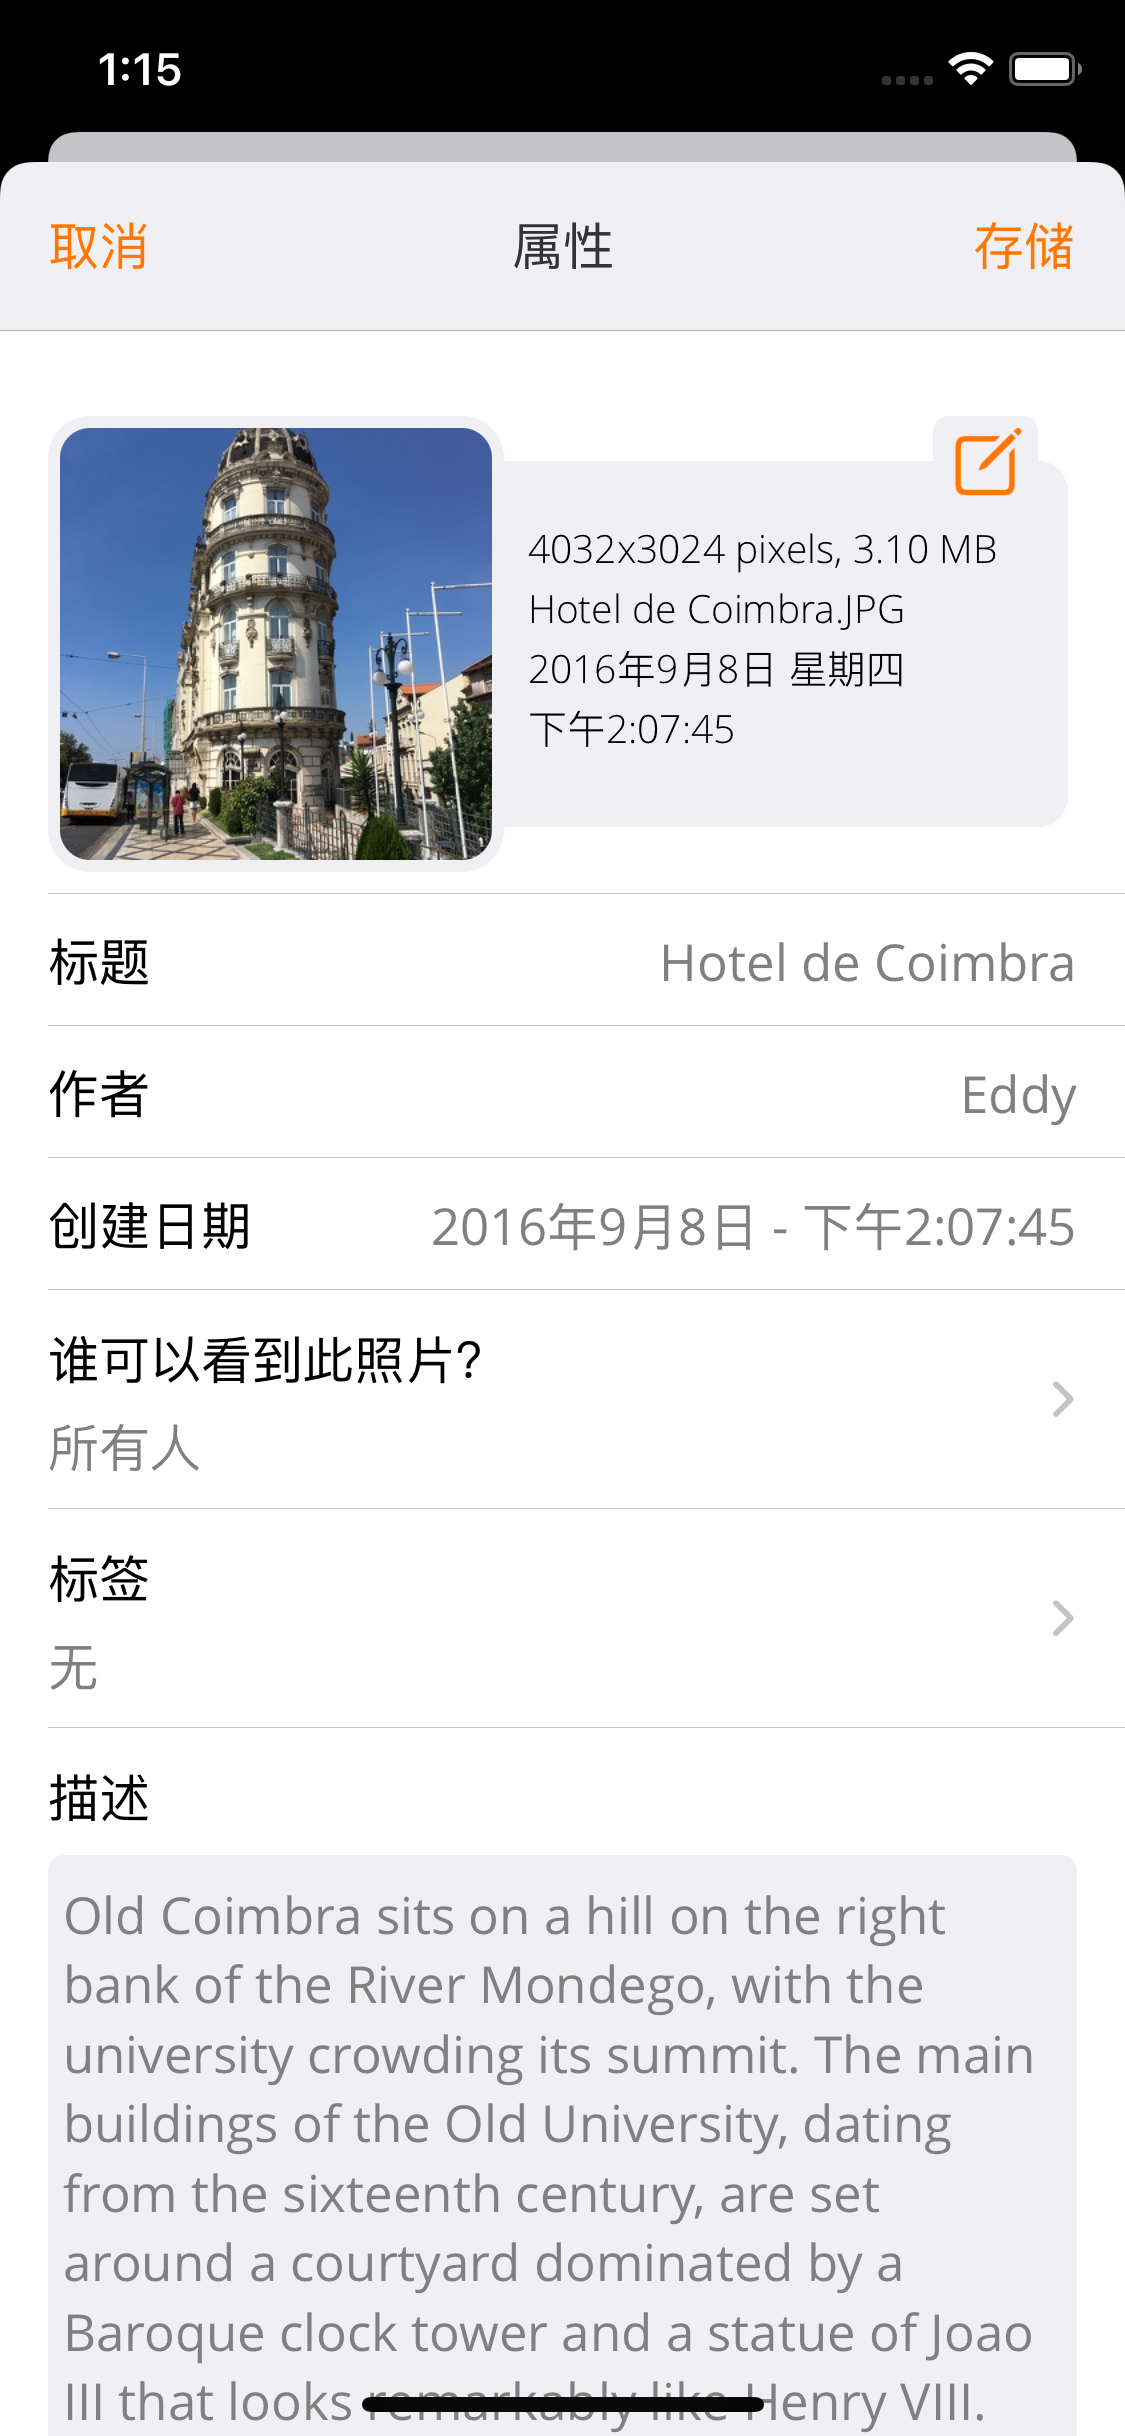 1:15
取消 属性 存储
4032x3024 pixels, 3.10 MB
Hotel de Coimbra.JPG
2016年9月8日 星期四
下午2:07:45
标题 Hotel de Coimbra
作者 Eddy
创建日期 2016年9月8日 - 下午2:07:45
谁可以看到此照片?
所有人
标签
无
描述
Old Coimbra sits on a hill on the right
bank of the River Mondego, with the
university crowding its summit. The main
buildings of the Old University, dating
from the sixteenth century, are set
around a courtyard dominated by a
Baroque clock tower and a statue of Joao
III that looks remarkably like Henry VIII.